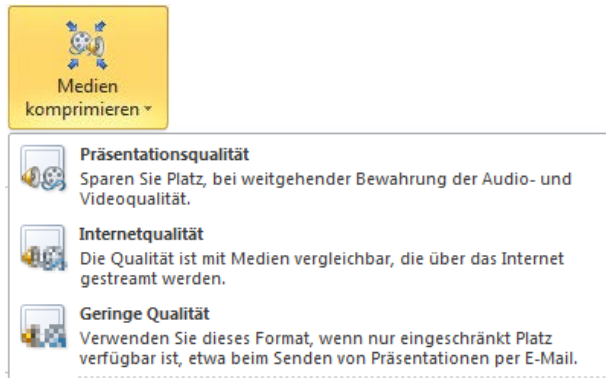 Medien
komprimieren
Präsentationsqualität
Sparen Sie Platz, bei weitgehender Bewahrung der Audio- und
Videoqualität.
Internetqualität
Die Qualität ist mit Medien vergleichbar, die über das Internet
gestreamt werden.
Geringe Qualität
Verwenden Sie dieses Format, wenn nur eingeschränkt Platz
verfügbar ist, etwa beim Senden von Präsentationen per E-Mail.